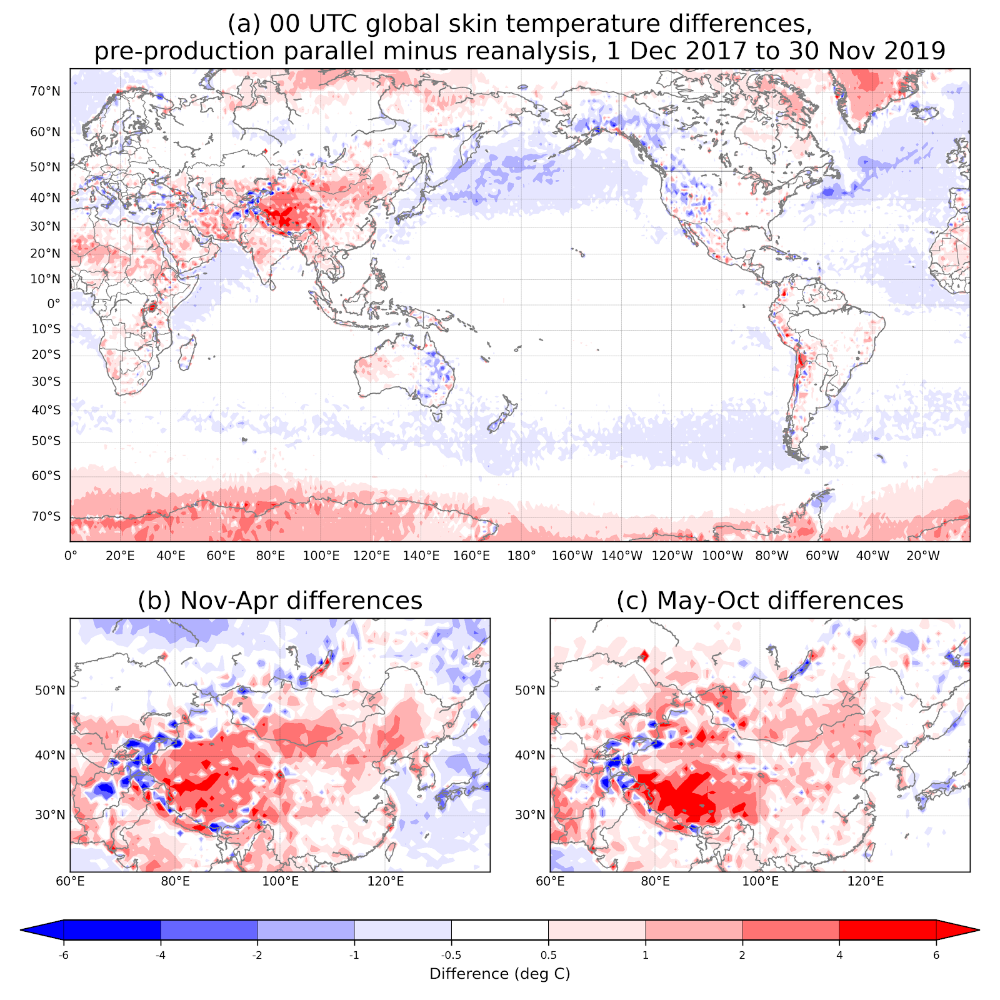 (a) 00 UTC global skin temperature differences,
pre-production parallel minus reanalysis, 1 Dec 2017 to 30 Nov 2019
70°N
60°N
50°N
40°N
30°N
20°N
10°N
0°
10°S
20°S
30°S
40°S
50°S
60°S
70°S
0° 20°E 40°E 60°E 80°E 100°E 120°E 140°E 160°E 180° 160°W 140°W 120°W 100°W 80°W 60°W 40°W 20°W
(b) Nov-Apr differences
50°N
40°N
30°N
60°E 80°E 100°E 120°E
(c) May-Oct differences
50°N
40°N
30°N
60°E 80°E 100°E 120°E
-6 -4 -2 -1 -0.5 0.5 1 2 4 6
Difference (deg C)